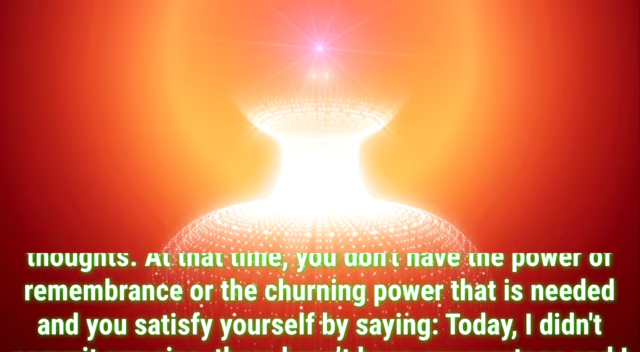 thoughts. At that time, you don't have the power of
remembrance or the churning power that is needed
and you satisfy yourself by saying: Today, I didn't